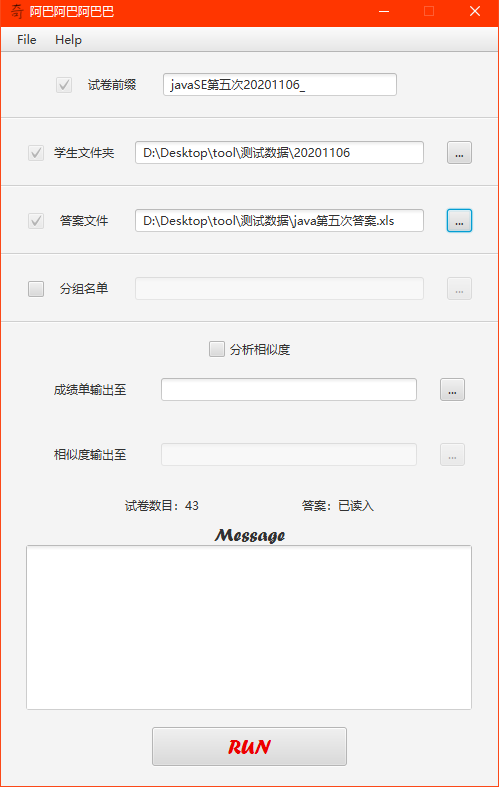 奇 阿巴阿巴阿巴巴
File Help
试卷前缀 javaSE第五次20201106_
学生文件夹 D:\Desktop\tool\测试数据\20201106 ...
答案文件 D:\Desktop\tool\测试数据\java第五次答案.xls ...
分组名单 ...
分析相似度
成绩单输出至 ...
相似度输出至 ...
试卷数目：43 答案：已读入
Message
RUN